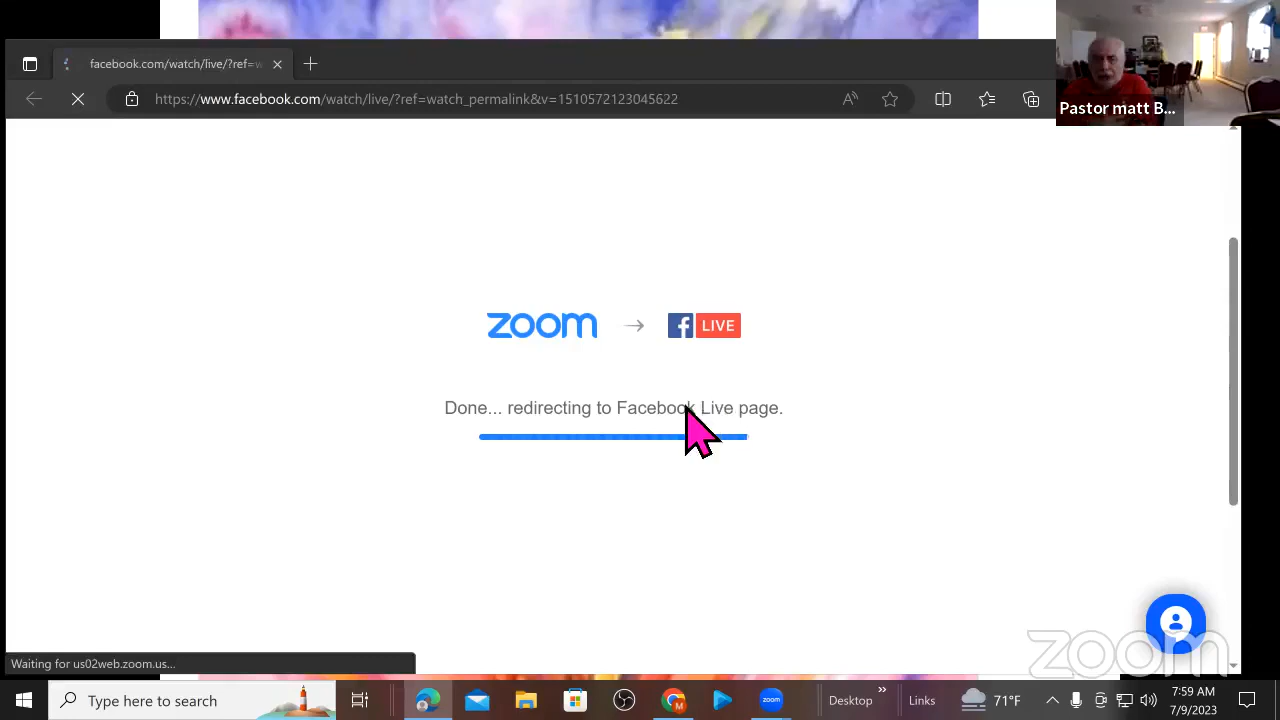 facebook.com/watch/live/?ref=w
https://www.facebook.com/watch/live/?ref=watch_permalink&v=1510572123045622
Pastor matt B...
zoom → f LIVE
Done... redirecting to Facebook Live page.
zoom
Waiting for us02web.zoom.us...
Type here to search
zoom
Desktop
Links
71°F
7:59 AM
7/9/2023